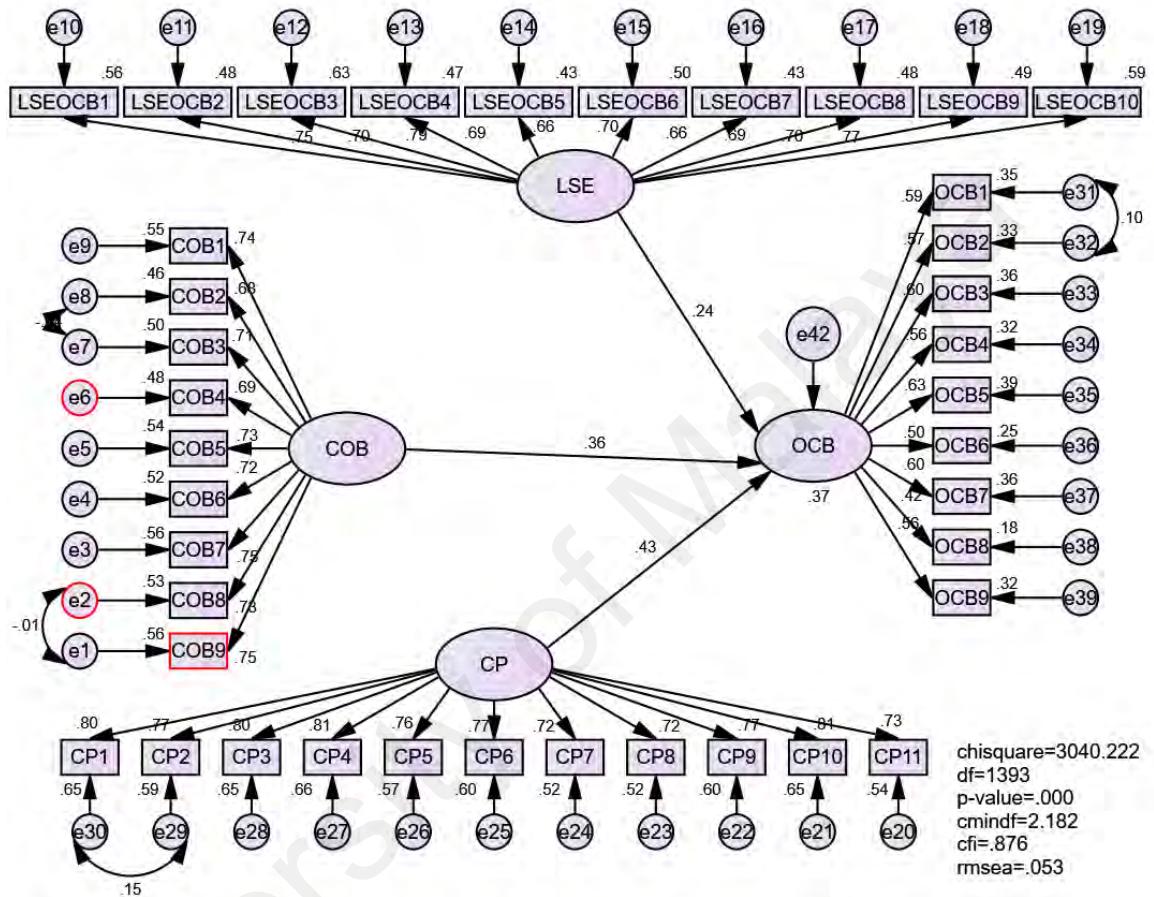 e10 e11 e12 e13 e14 e15 e16 e17 e18 e19
.56 .48 .63 .47 .43 .50 .43 .48 .49 .59
LSEOCB1 LSEOCB2 LSEOCB3 LSEOCB4 LSEOCB5 LSEOCB6 LSEOCB7 LSEOCB8 LSEOCB9 LSEOCB10
.75 .70 .79 .69 .66 .70 .66 .69 .70 .77
LSE
.24
e9 .55 COB1 .74
e8 .46 COB2 .68
e7 .50 COB3 .71
e6 .48 COB4 .69
e5 .54 COB5 .73
e4 .52 COB6 .72
e3 .56 COB7 .75
e2 .53 COB8 .73
e1 .56 COB9 .75
-.01
COB
.36
e42
OCB
.37
.59 OCB1 .35 e31
.57 OCB2 .33 e32
.10
.60 OCB3 .36 e33
.56 OCB4 .32 e34
.63 OCB5 .39 e35
.50 OCB6 .25 e36
.60 OCB7 .36 e37
.42 OCB8 .18 e38
.56 OCB9 .32 e39
.43
CP
.80 .77 .80 .81 .76 .77 .72 .72 .77 .81 .73
CP1 CP2 CP3 CP4 CP5 CP6 CP7 CP8 CP9 CP10 CP11
.65 .59 .65 .66 .57 .60 .52 .52 .60 .65 .54
e30 e29 e28 e27 e26 e25 e24 e23 e22 e21 e20
.15
chisquare=3040.222
df=1393
p-value=.000
cmindf=2.182
cfi=.876
rmsea=.053